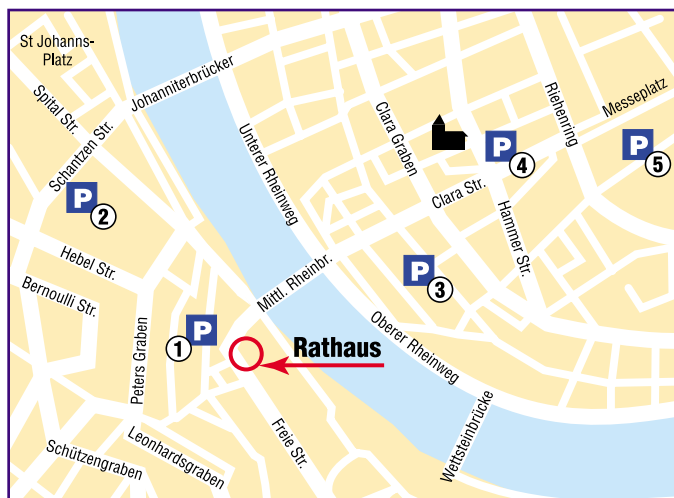 St Johanns-
Platz
Spital Str.
Schantzen Str.
Johanniterbrücker
Unterer Rheinweg
Clara Graben
Riehenring
Messeplatz
P
4
P
5
Clara Str.
Hammer Str.
P
2
Hebel Str.
Bernoulli Str.
Mittl. Rheinbr.
P
3
Peters Graben
P
1
Rathaus
Oberer Rheinweg
Wettsteinbrücke
Freie Str.
Leonhardsgraben
Schützengraben